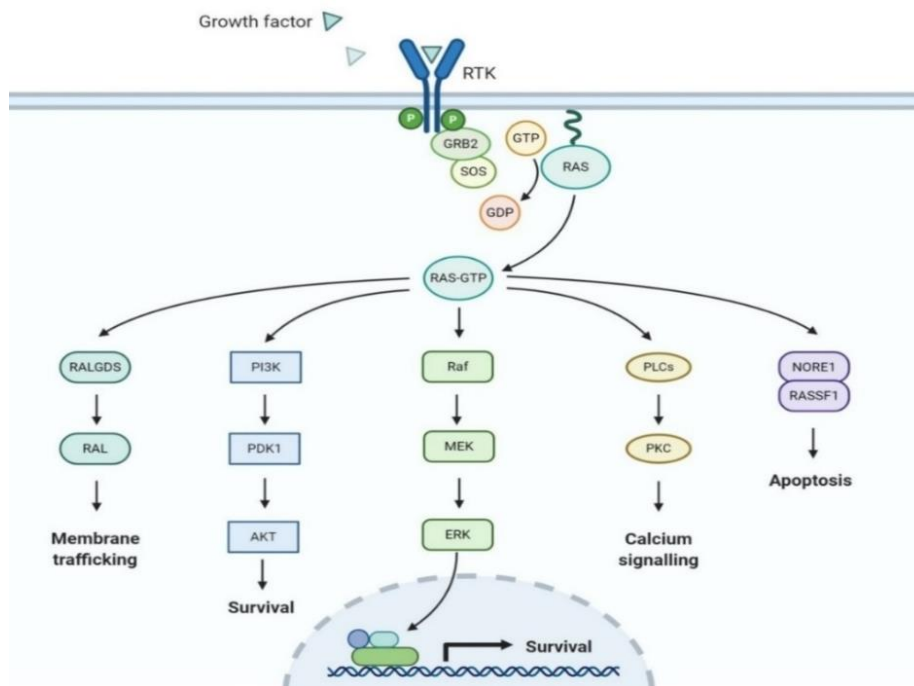 Growth factor
RTK
P
P
GRB2
SOS
GTP
RAS
GDP
RAS-GTP
RALGDS
PI3K
Raf
PLCs
NORE1
RASSF1
RAL
PDK1
MEK
PKC
Apoptosis
Membrane
trafficking
AKT
ERK
Calcium
signalling
Survival
Survival